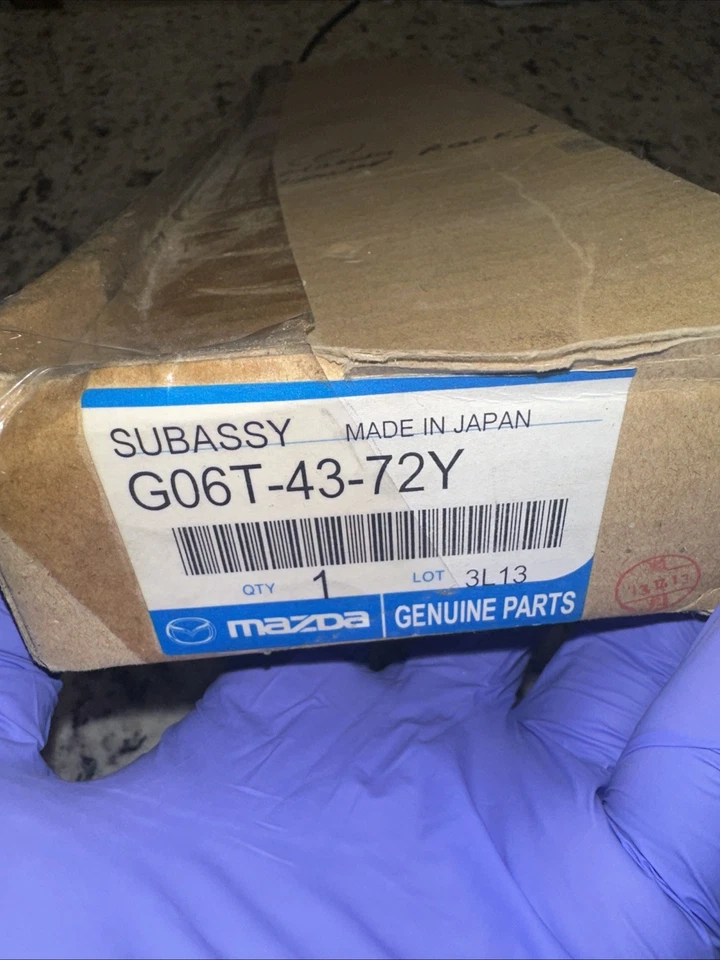 SUBASSY MADE IN JAPAN
G06T-43-72Y
QTY 1 LOT 3L13
mazda GENUINE PARTS